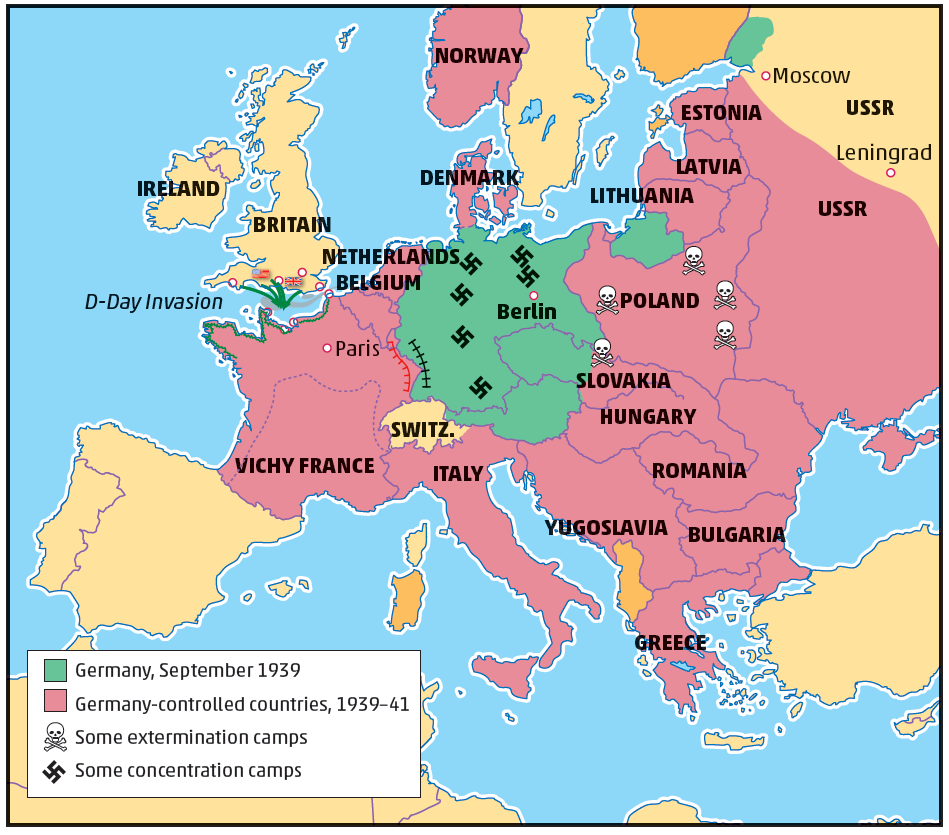 NORWAY
Moscow
USSR
ESTONIA
Leningrad
LATVIA
DENMARK
IRELAND
LITHUANIA
USSR
BRITAIN
NETHERLANDS
BELGIUM
D-Day Invasion
POLAND
Berlin
Paris
SLOVAKIA
HUNGARY
SWITZ.
VICHY FRANCE
ITALY
ROMANIA
YUGOSLAVIA
BULGARIA
GREECE
Germany, September 1939
Germany-controlled countries, 1939–41
Some extermination camps
Some concentration camps